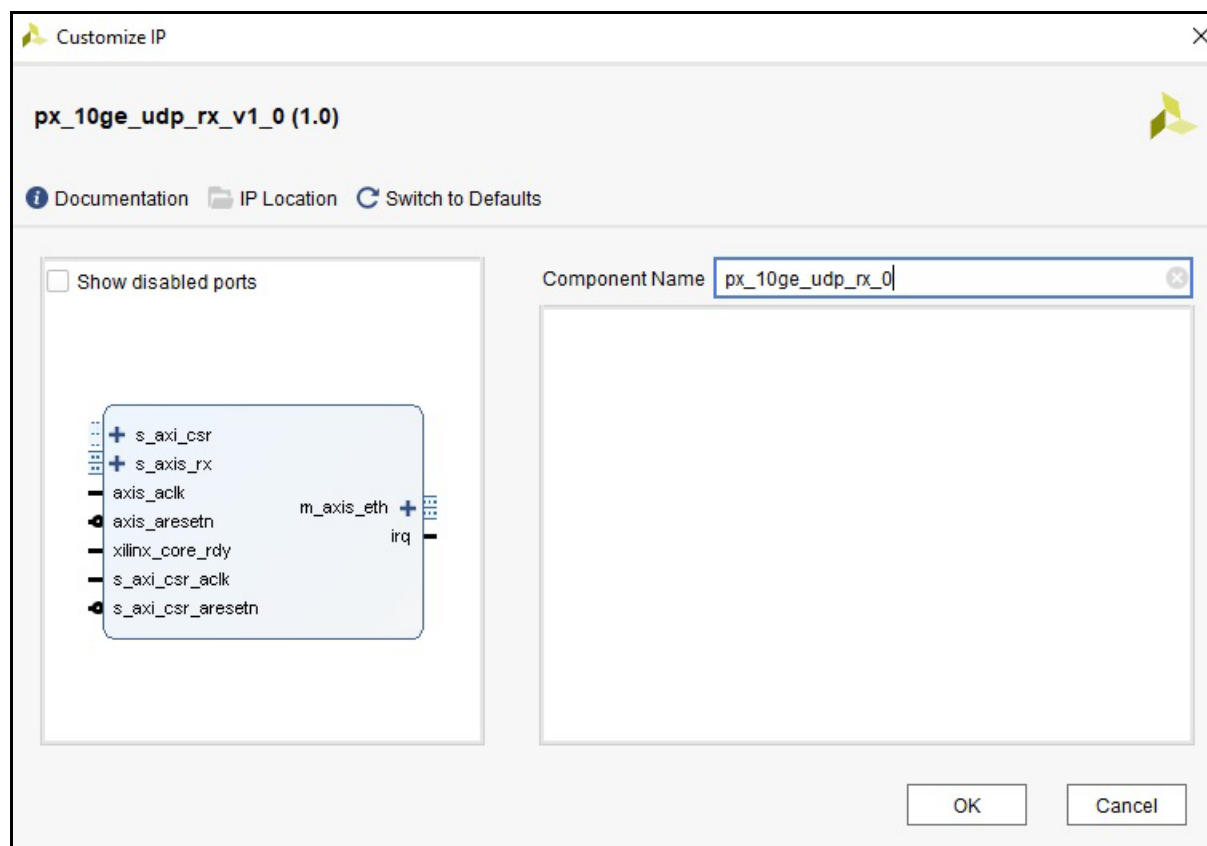 Customize IP
px_10ge_udp_rx_v1_0 (1.0)
Documentation IP Location Switch to Defaults
Show disabled ports
s_axi_csr
s_axis_rx
axis_aclk
axis_aresetn
xilinx_core_rdy
s_axi_csr_aclk
s_axi_csr_aresetn
m_axis_eth
irq
Component Name px_10ge_udp_rx_0
OK Cancel